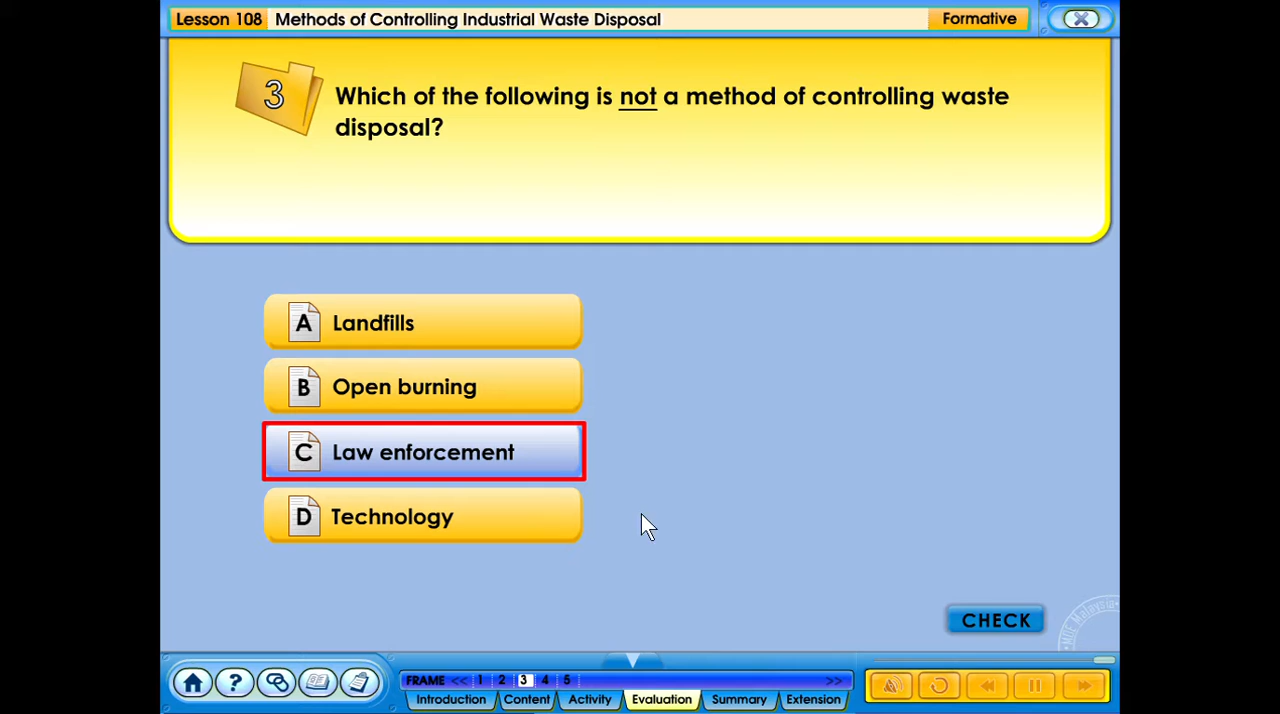 Lesson 108 Methods of Controlling Industrial Waste Disposal Formative
3 Which of the following is not a method of controlling waste
disposal?
A Landfills
B Open burning
C Law enforcement
D Technology
CHECK
MOE Malaysia
FRAME << 1 2 3 4 5 >>
Introduction Content Activity Evaluation Summary Extension